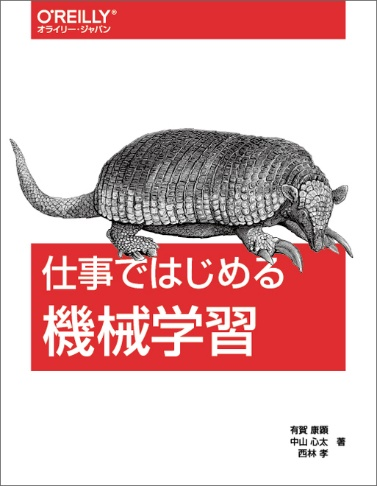 O'REILLY®
オライリー・ジャパン
仕事ではじめる
機械学習
有賀 康顕
中山 心太 著
西林 孝